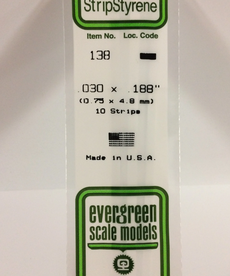 StripStyrene
Item No. Loc. Code
138
.030 x .188"
(0.75 x 4.8 mm)
10 Strips
Made in U.S.A.
evergreen
scale models